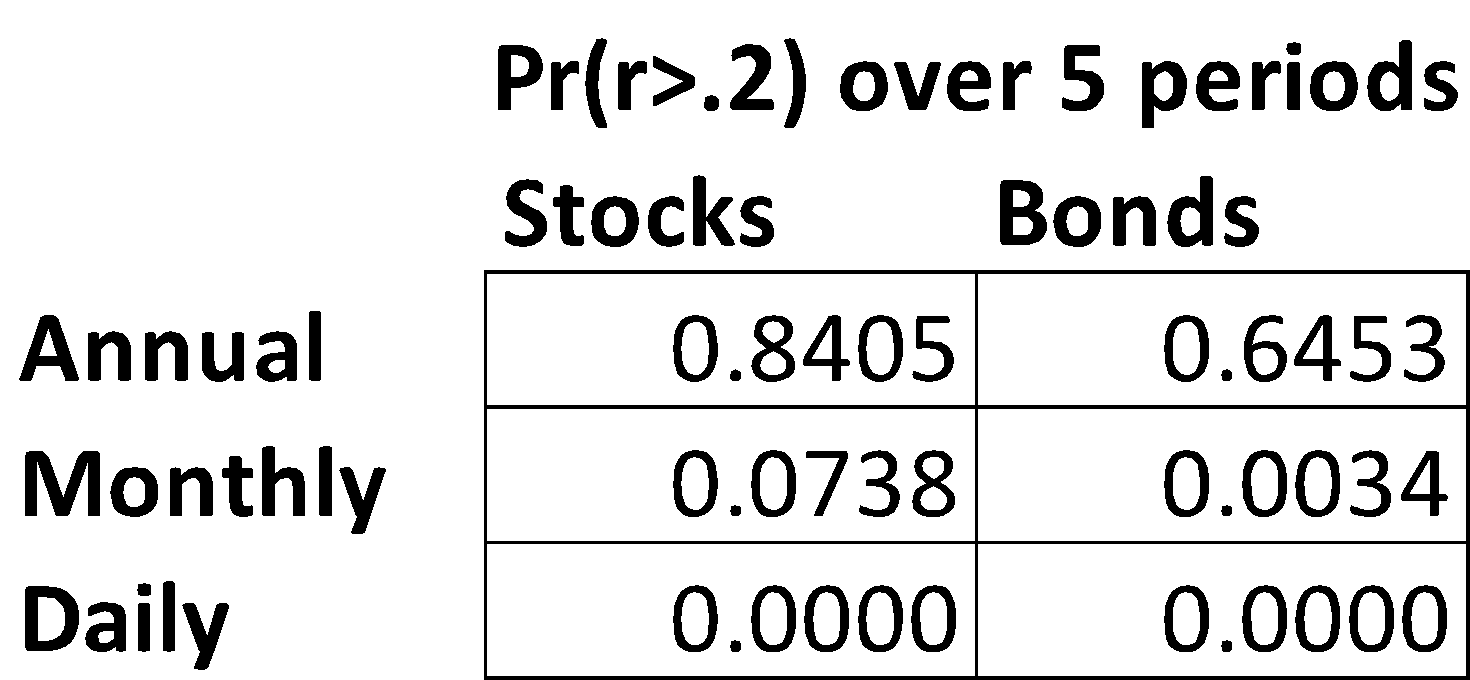 Pr(r>.2) over 5 periods
Stocks Bonds
Annual 0.8405 0.6453
Monthly 0.0738 0.0034
Daily 0.0000 0.0000